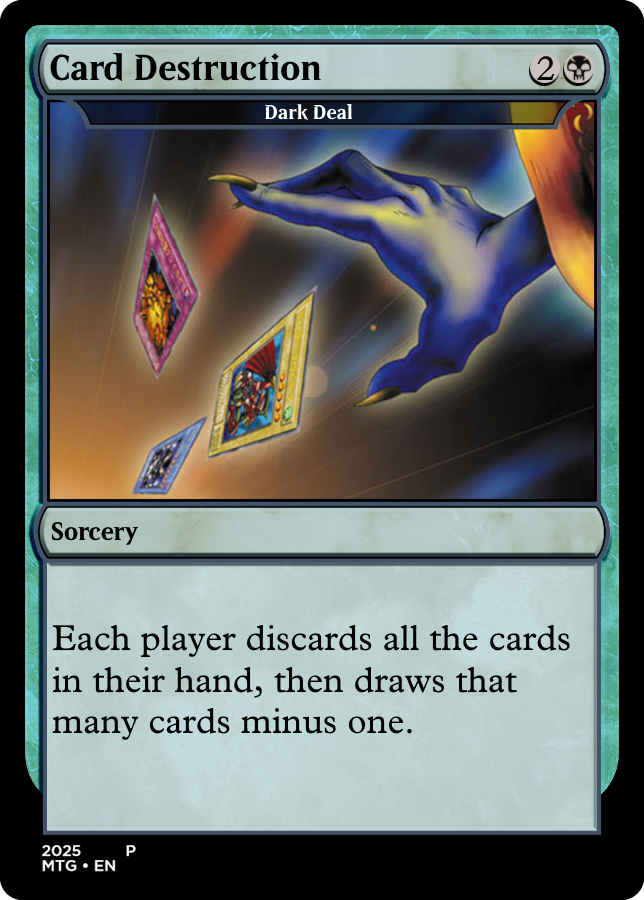 Card Destruction 2
Dark Deal
Sorcery
Each player discards all the cards
in their hand, then draws that
many cards minus one.
2025 P
MTG • EN